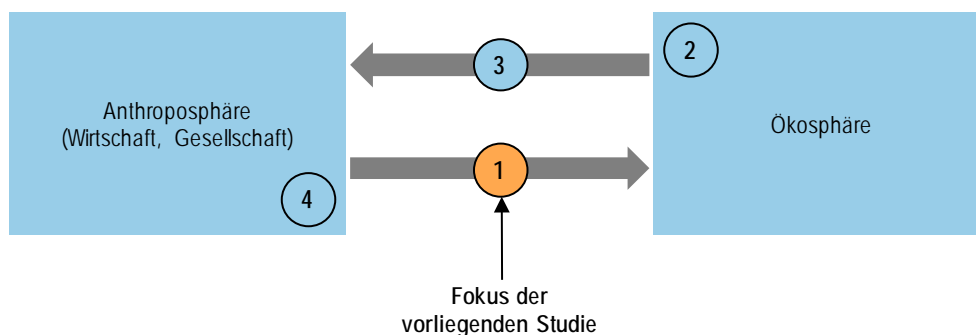 2
3
Anthroposphäre
(Wirtschaft, Gesellschaft)
Ökosphäre
1
4
Fokus der
vorliegenden Studie